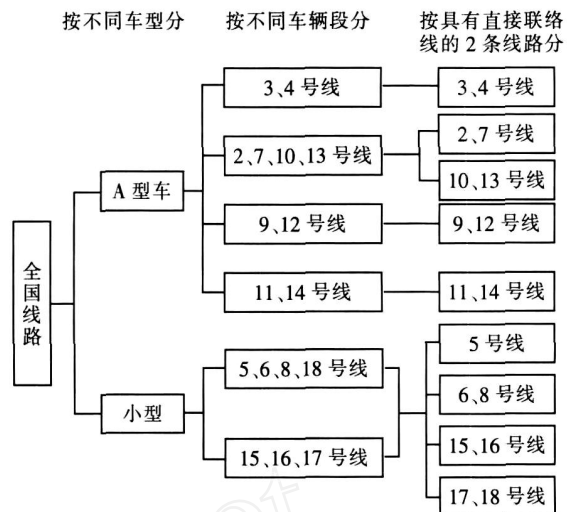 按不同车型分
按不同车辆段分
按具有直接联络
线的2条线路分
全国线路
A型车
小型
3、4号线
2、7、10、13号线
9、12号线
11、14号线
5、6、8、18号线
15、16、17号线
3、4号线
2、7号线
10、13号线
9、12号线
11、14号线
5号线
6、8号线
15、16号线
17、18号线